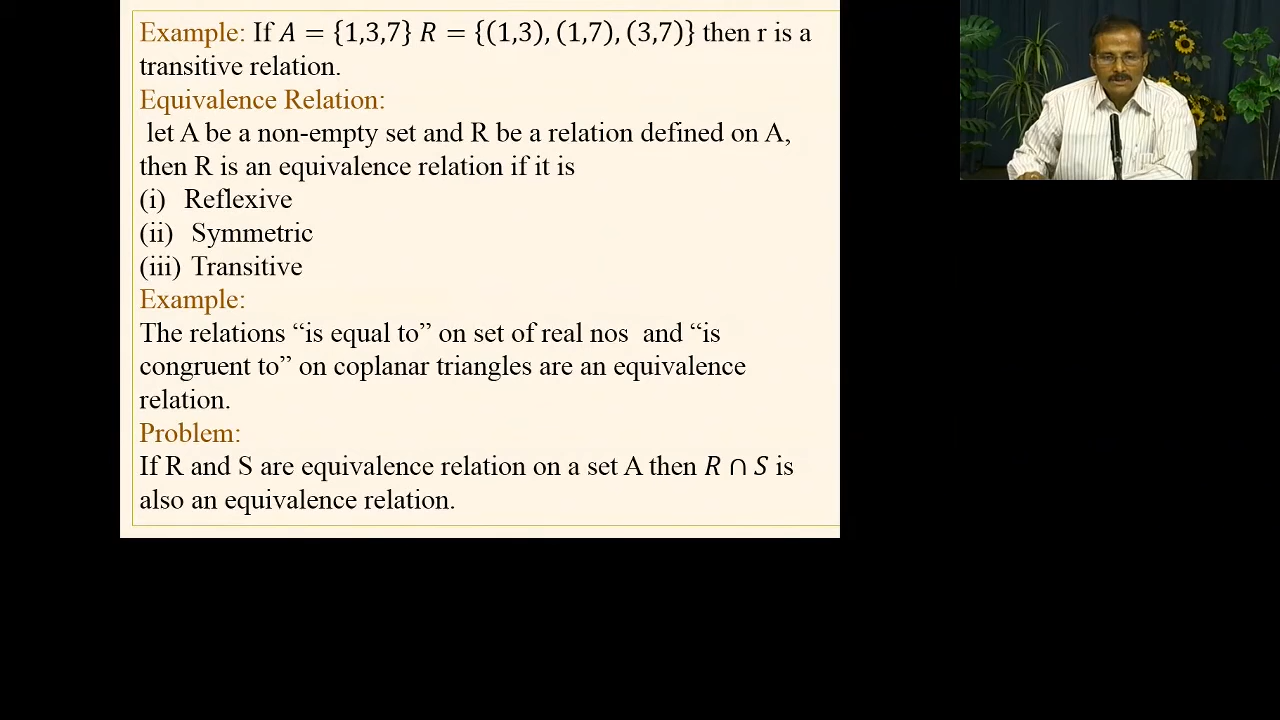 Example: If A = {1,3,7} R = {(1,3), (1,7), (3,7)} then r is a
transitive relation.
Equivalence Relation:
let A be a non-empty set and R be a relation defined on A,
then R is an equivalence relation if it is
(i) Reflexive
(ii) Symmetric
(iii) Transitive
Example:
The relations “is equal to” on set of real nos and “is
congruent to” on coplanar triangles are an equivalence
relation.
Problem:
If R and S are equivalence relation on a set A then R ∩ S is
also an equivalence relation.